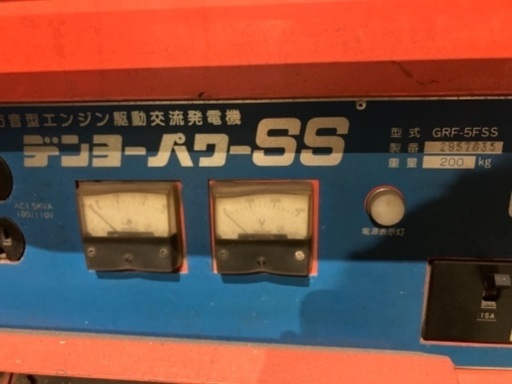 音型エンジン駆動交流発電機
デンヨーパワーSS
型式 GRF-5FSS
製番 2957835
重量 200 kg
AC1.5KVA
100/110V
V
電源表示灯
15A